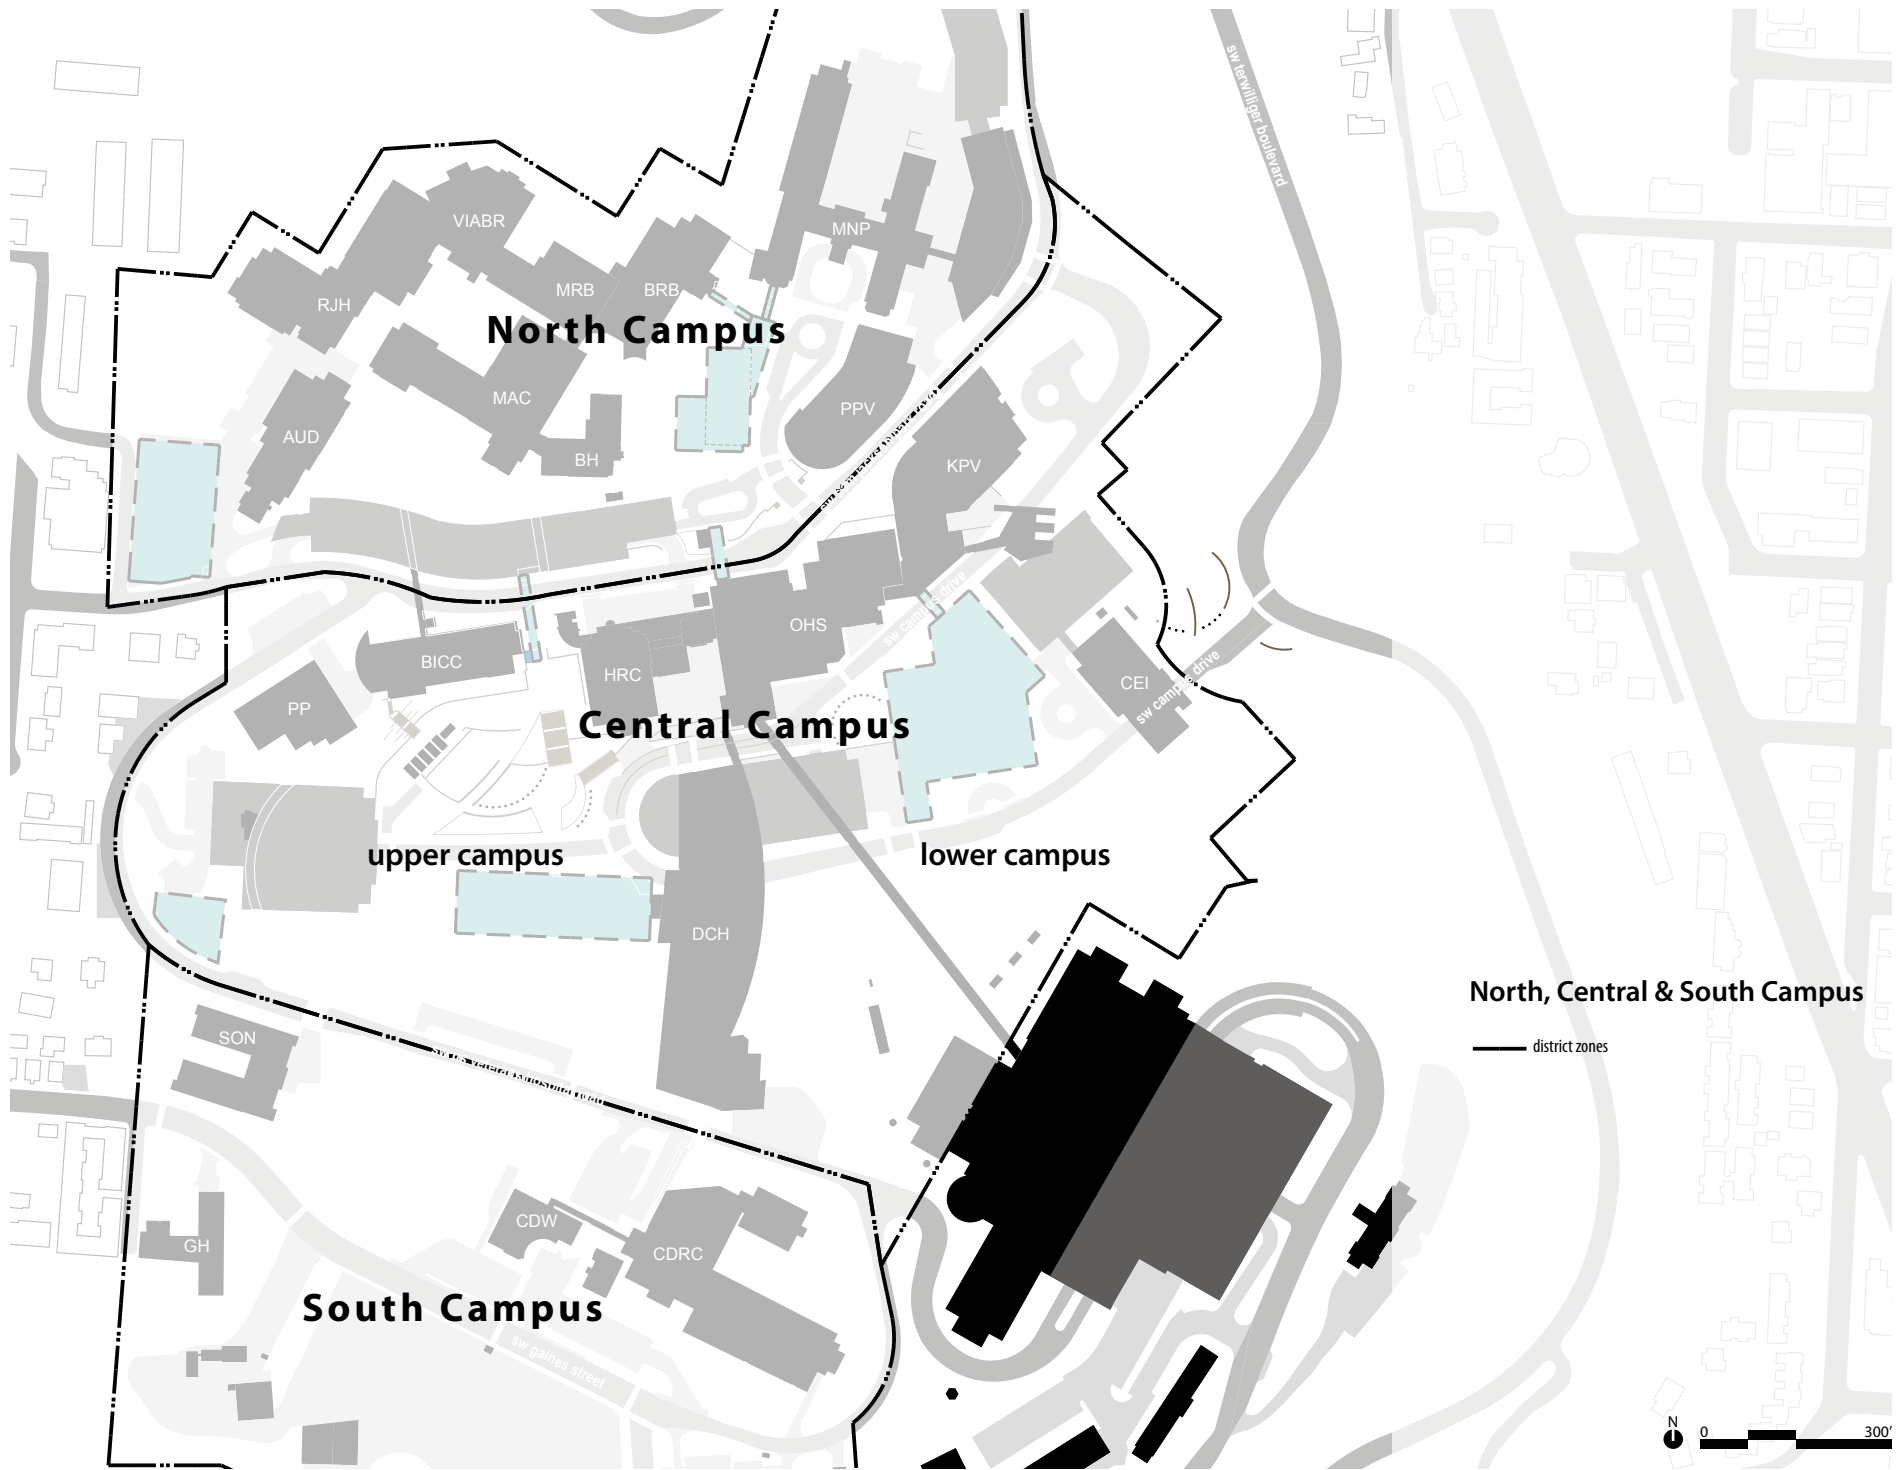 sw terwilliger boulevard
VIABR
MNP
RJH
MRB
BRB
North Campus
MAC
PPV
AUD
BH
KPV
sw campus drive
OHS
BICC
HRC
CEI
sw campus drive
PP
Central Campus
upper campus
lower campus
DCH
North, Central & South Campus
district zones
SON
CDW
GH
CDRC
South Campus
sw gaines street
N
0
300'